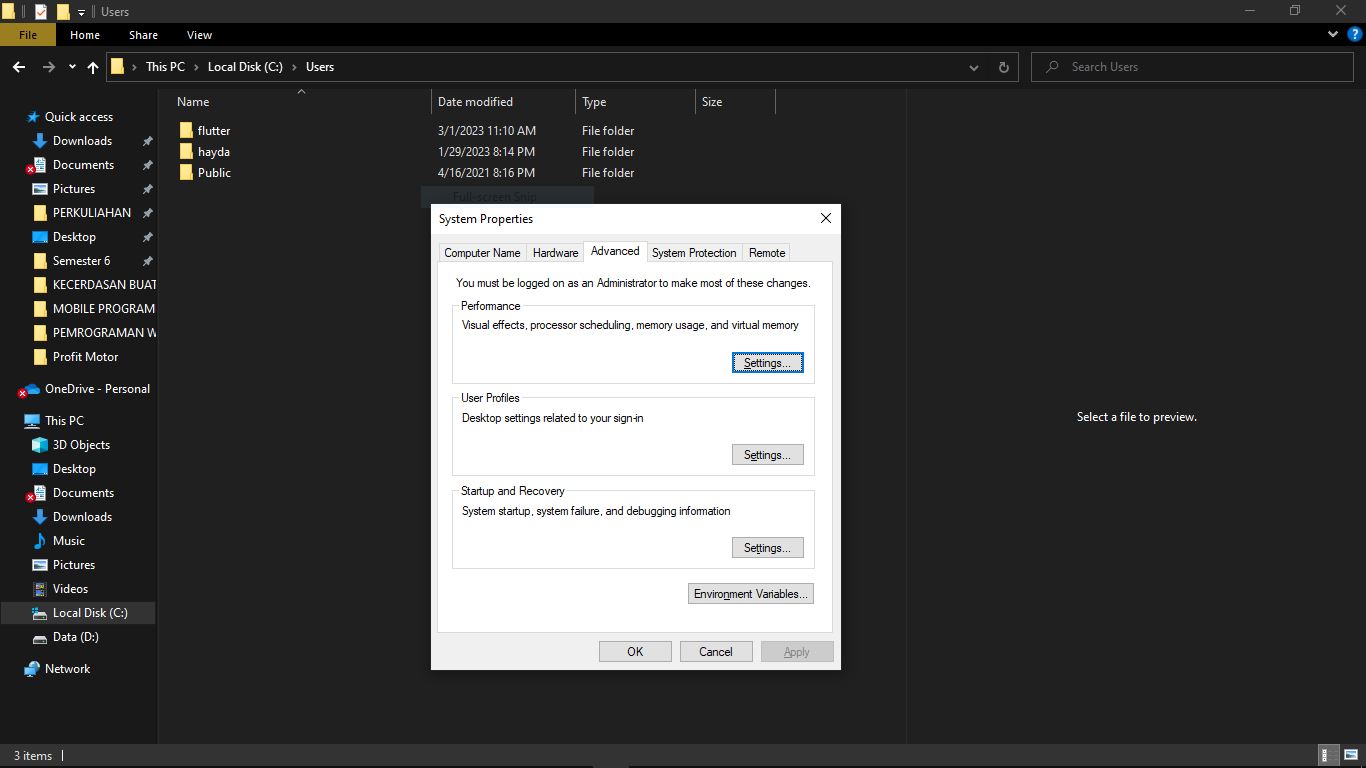 Users
File
Home
Share
View
This PC
Local Disk (C:)
Users
Search Users
Name
Date modified
Type
Size
Quick access
Downloads
Documents
Pictures
PERKULIAHAN
Desktop
Semester 6
KECERDASAN BUAT
MOBILE PROGRAM
PEMROGRAMAN W
Profit Motor
OneDrive - Personal
This PC
3D Objects
Desktop
Documents
Downloads
Music
Pictures
Videos
Local Disk (C:)
Data (D:)
Network
flutter 3/1/2023 11:10 AM File folder
hayda 1/29/2023 8:14 PM File folder
Public 4/16/2021 8:16 PM File folder
Full-screen Snip
System Properties
Computer Name
Hardware
Advanced
System Protection
Remote
You must be logged on as an Administrator to make most of these changes.
Performance
Visual effects, processor scheduling, memory usage, and virtual memory
Settings...
User Profiles
Desktop settings related to your sign-in
Settings...
Startup and Recovery
System startup, system failure, and debugging information
Settings...
Environment Variables...
OK
Cancel
Apply
Select a file to preview.
3 items